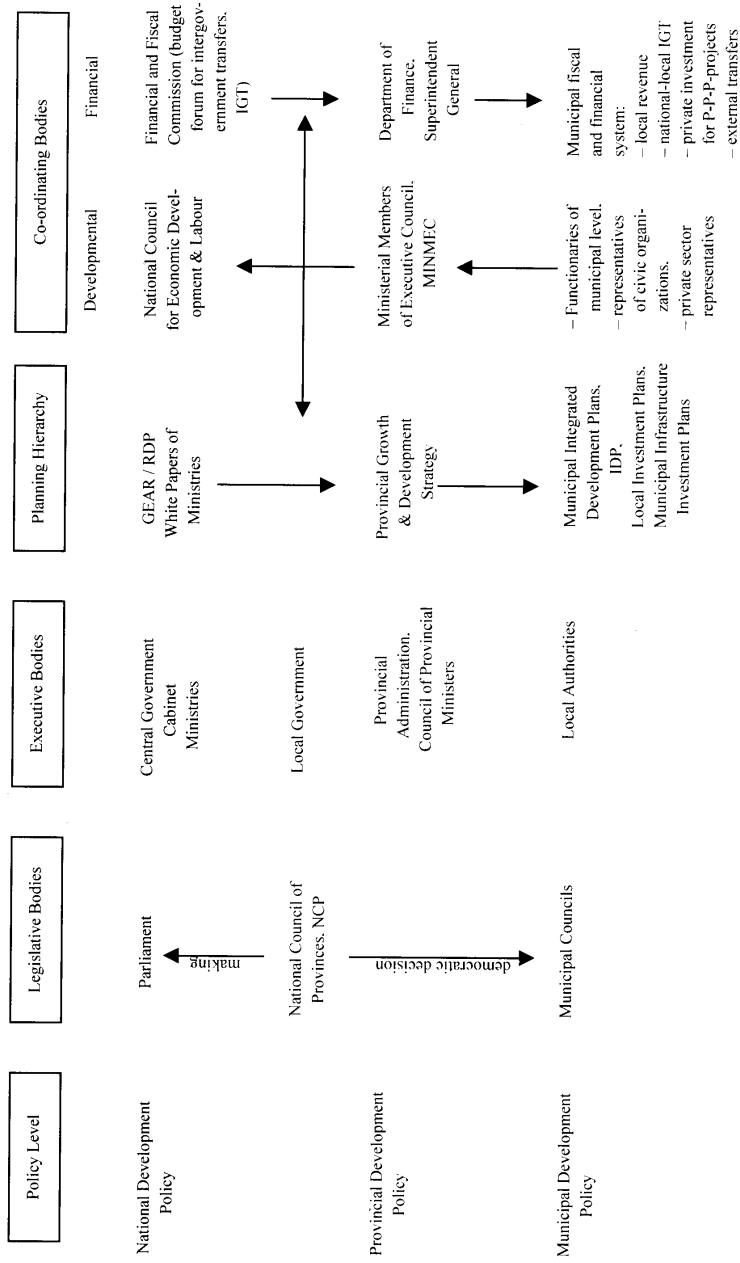 Policy Level
Legislative Bodies
Executive Bodies
Planning Hierarchy
Co-ordinating Bodies
Developmental
Financial
National Development
Policy
Parliament
Central Government
Cabinet
Ministries
GEAR / RDP
White Papers of
Ministries
National Council
for Economic Devel-
opment & Labour
Financial and Fiscal
Commission (budget
forum for intergov-
ernment transfers.
IGT)
making
National Council of
Provinces. NCP
Local Government
democratic decision
Provincial Development
Policy
Provincial
Administration.
Council of Provincial
Ministers
Provincial Growth
& Development
Strategy
Ministerial Members
of Executive Council.
MINMEC
Department of
Finance.
Superintendent
General
Municipal Development
Policy
Municipal Councils
Local Authorities
Municipal Integrated
Development Plans.
IDP.
Local Investment Plans.
Municipal Infrastructure
Investment Plans
– Functionaries of
municipal level.
– representatives
of civic organi-
zations.
– private sector
representatives
Municipal fiscal
and financial
system:
– local revenue
– national-local IGT
– private investment
for P-P-P-projects
– external transfers